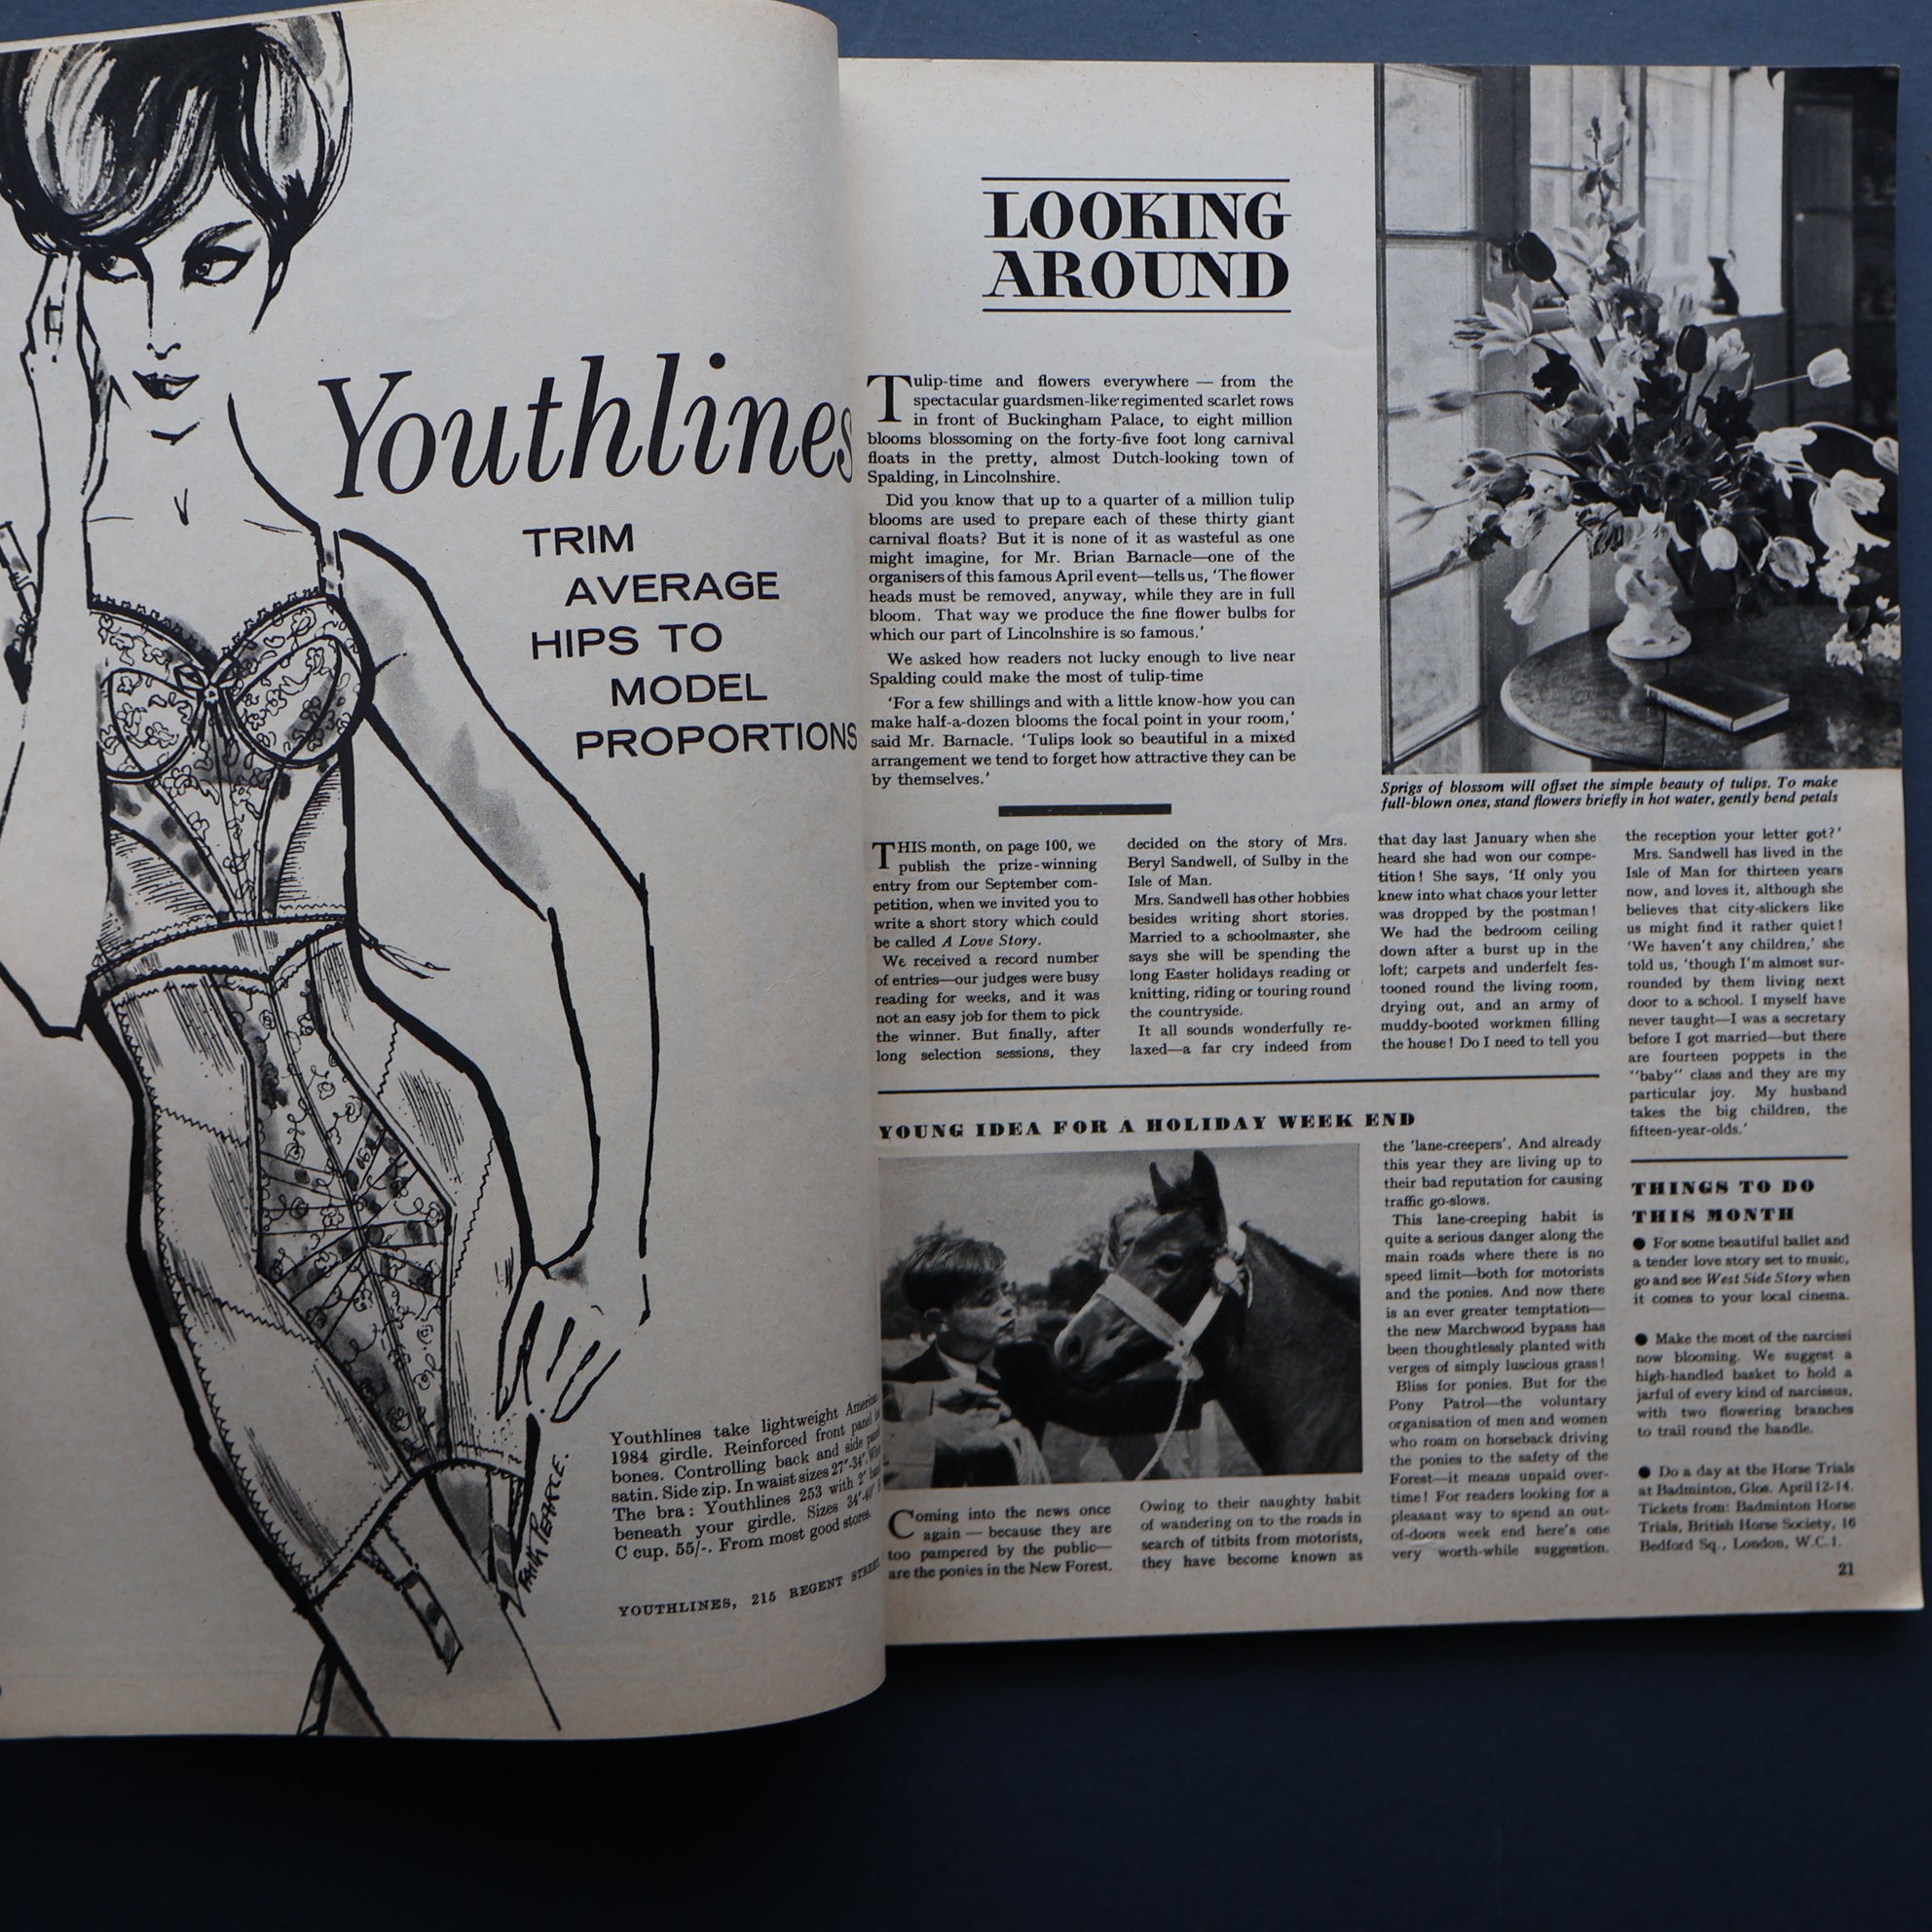 Youthlines
TRIM
AVERAGE
HIPS TO
MODEL
PROPORTIONS
Youthlines take lightweight
1984 girdle. Reinforced front panel
bones. Controlling back and side
satin. Side zip. In waist sizes 27"-34".
The bra: Youthlines 253 with 2"
beneath your girdle. Sizes
C cup. 55/-. From most good stores.
YOUTHLINES, 215 REGENT STREET
FAITH PEARCE.
LOOKING
AROUND
Tulip-time and flowers everywhere — from the
spectacular guardsmen-like regimented scarlet rows
in front of Buckingham Palace, to eight million
blooms blossoming on the forty-five foot long carnival
floats in the pretty, almost Dutch-looking town of
Spalding, in Lincolnshire.
Did you know that up to a quarter of a million tulip
blooms are used to prepare each of these thirty giant
carnival floats? But it is none of it as wasteful as one
might imagine, for Mr. Brian Barnacle—one of the
organisers of this famous April event—tells us, 'The flower
heads must be removed, anyway, while they are in full
bloom. That way we produce the fine flower bulbs for
which our part of Lincolnshire is so famous.'
We asked how readers not lucky enough to live near
Spalding could make the most of tulip-time
'For a few shillings and with a little know-how you can
make half-a-dozen blooms the focal point in your room,'
said Mr. Barnacle. 'Tulips look so beautiful in a mixed
arrangement we tend to forget how attractive they can be
by themselves.'
Sprigs of blossom will offset the simple beauty of tulips. To make
full-blown ones, stand flowers briefly in hot water, gently bend petals
THIS month, on page 100, we
publish the prize-winning
entry from our September com-
petition, when we invited you to
write a short story which could
be called A Love Story.
We received a record number
of entries—our judges were busy
reading for weeks, and it was
not an easy job for them to pick
the winner. But finally, after
long selection sessions, they
decided on the story of Mrs.
Beryl Sandwell, of Sulby in the
Isle of Man.
Mrs. Sandwell has other hobbies
besides writing short stories.
Married to a schoolmaster, she
says she will be spending the
long Easter holidays reading or
knitting, riding or touring round
the countryside.
It all sounds wonderfully re-
laxed—a far cry indeed from
that day last January when she
heard she had won our compe-
tition! She says, 'If only you
knew into what chaos your letter
was dropped by the postman!
We had the bedroom ceiling
down after a burst up in the
loft; carpets and underfelt fes-
tooned round the living room,
drying out, and an army of
muddy-booted workmen filling
the house! Do I need to tell you
the reception your letter got?'
Mrs. Sandwell has lived in the
Isle of Man for thirteen years
now, and loves it, although she
believes that city-slickers like
us might find it rather quiet!
'We haven't any children,' she
told us, 'though I'm almost sur-
rounded by them living next
door to a school. I myself have
never taught—I was a secretary
before I got married—but there
are fourteen poppets in the
"baby" class and they are my
particular joy. My husband
takes the big children, the
fifteen-year-olds.'
YOUNG IDEA FOR A HOLIDAY WEEK END
Coming into the news once
again — because they are
too pampered by the public—
are the ponies in the New Forest.
Owing to their naughty habit
of wandering on to the roads in
search of titbits from motorists,
they have become known as
the 'lane-creepers'. And already
this year they are living up to
their bad reputation for causing
traffic go-slows.
This lane-creeping habit is
quite a serious danger along the
main roads where there is no
speed limit—both for motorists
and the ponies. And now there
is an ever greater temptation—
the new Marchwood bypass has
been thoughtlessly planted with
verges of simply luscious grass!
Bliss for ponies. But for the
Pony Patrol—the voluntary
organisation of men and women
who roam on horseback driving
the ponies to the safety of the
Forest—it means unpaid over-
time! For readers looking for a
pleasant way to spend an out-
of-doors week end here's one
very worth-while suggestion.
THINGS TO DO
THIS MONTH
● For some beautiful ballet and
a tender love story set to music,
go and see West Side Story when
it comes to your local cinema.
● Make the most of the narcissi
now blooming. We suggest a
high-handled basket to hold a
jarful of every kind of narcissus,
with two flowering branches
to trail round the handle.
● Do a day at the Horse Trials
at Badminton, Glos. April 12-14.
Tickets from: Badminton Horse
Trials, British Horse Society, 16
Bedford Sq., London, W.C.1.
21